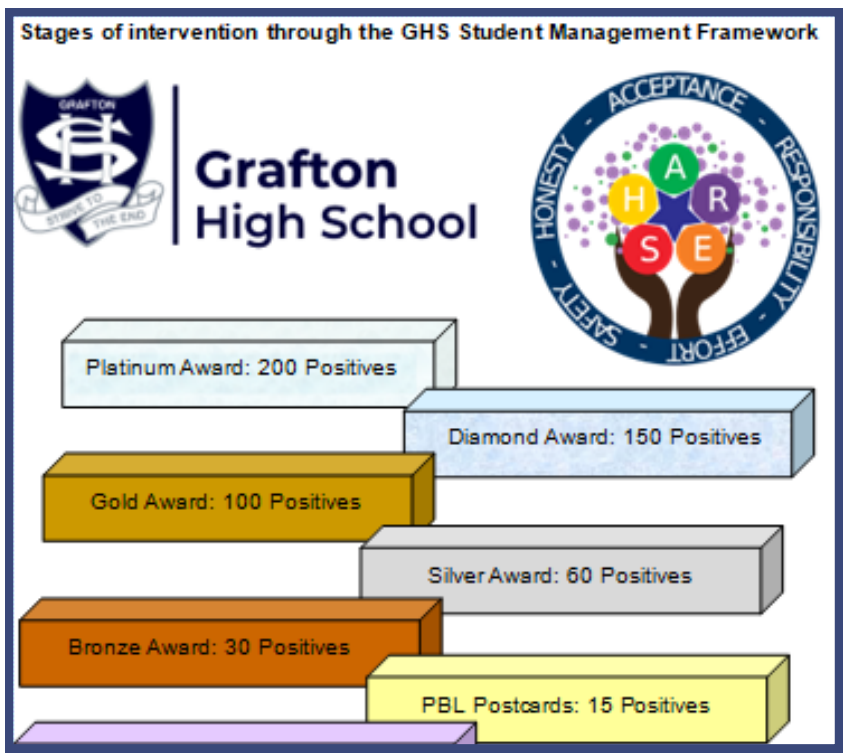 Stages of intervention through the GHS Student Management Framework
GRAFTON
HS
STRIVE TO
THE END
Grafton
High School
HONESTY - ACCEPTANCE - RESPONSIBILITY - EFFORT - SAFETY -
A
H R
S E
Platinum Award: 200 Positives
Diamond Award: 150 Positives
Gold Award: 100 Positives
Silver Award: 60 Positives
Bronze Award: 30 Positives
PBL Postcards: 15 Positives